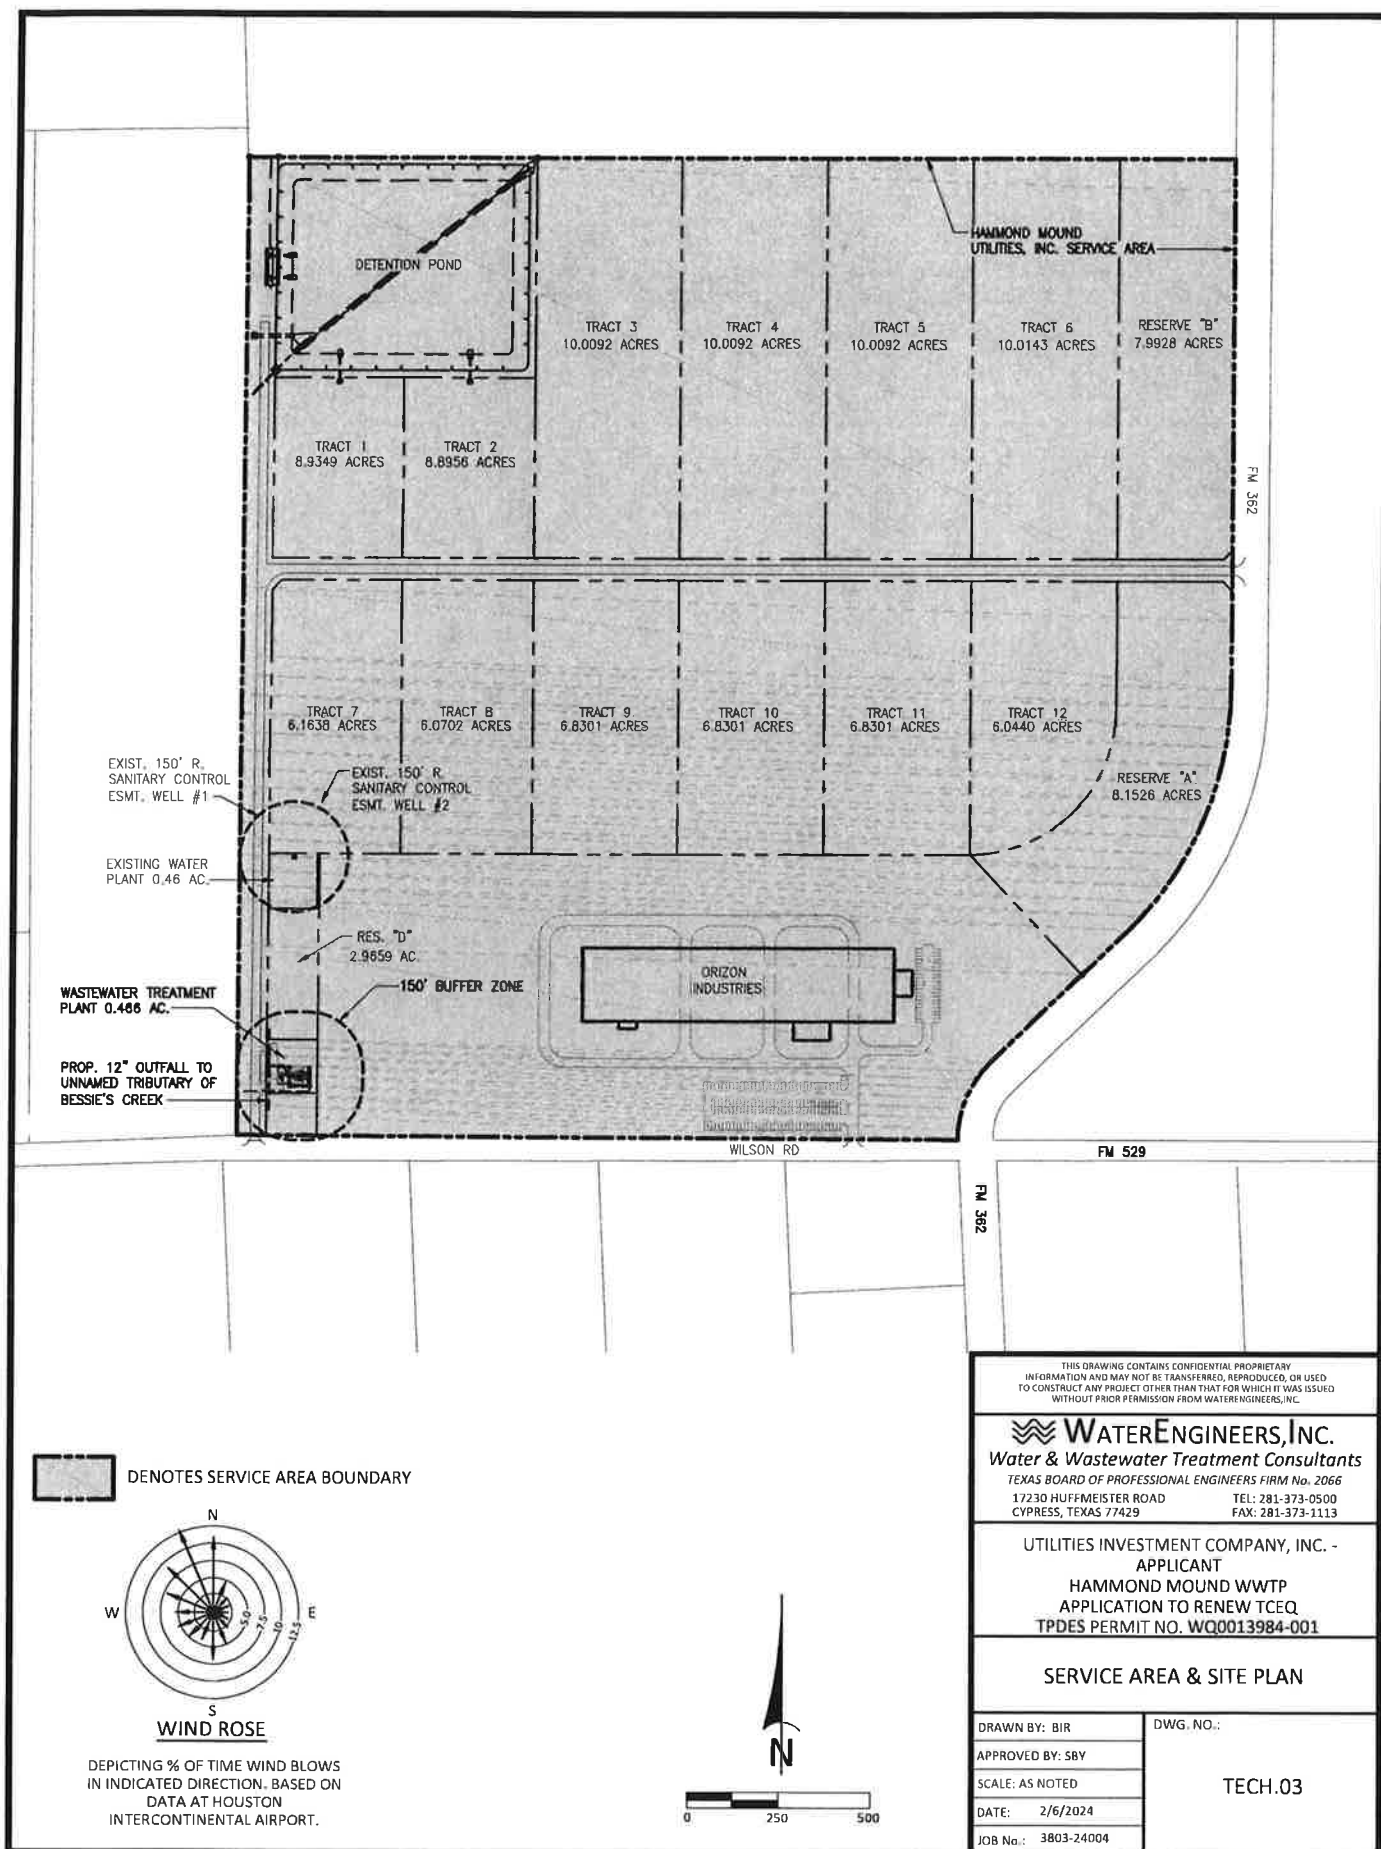 DETENTION POND
HAMMOND MOUND
UTILITIES, INC. SERVICE AREA
TRACT 3
10.0092 ACRES
TRACT 4
10.0092 ACRES
TRACT 5
10.0092 ACRES
TRACT 6
10.0143 ACRES
RESERVE "B"
7.9928 ACRES
TRACT 1
8.9349 ACRES
TRACT 2
8.8956 ACRES
FM 362
TRACT 7
6.1638 ACRES
TRACT 8
6.0702 ACRES
TRACT 9
6.8301 ACRES
TRACT 10
6.8301 ACRES
TRACT 11
6.8301 ACRES
TRACT 12
6.0440 ACRES
RESERVE "A"
8.1526 ACRES
EXIST. 150' R.
SANITARY CONTROL
ESMT. WELL #1
EXIST. 150' R.
SANITARY CONTROL
ESMT. WELL #2
EXISTING WATER
PLANT 0.46 AC.
RES. "D"
2.9659 AC.
150' BUFFER ZONE
ORIZON
INDUSTRIES
WASTEWATER TREATMENT
PLANT 0.466 AC.
PROP. 12" OUTFALL TO
UNNAMED TRIBUTARY OF
BESSIE'S CREEK
WILSON RD
FM 529
FM 362
DENOTES SERVICE AREA BOUNDARY
N
W
E
S
5.0
7.5
10
12.5
WIND ROSE
DEPICTING % OF TIME WIND BLOWS
IN INDICATED DIRECTION. BASED ON
DATA AT HOUSTON
INTERCONTINENTAL AIRPORT.
N
0 250 500
THIS DRAWING CONTAINS CONFIDENTIAL PROPRIETARY
INFORMATION AND MAY NOT BE TRANSFERRED, REPRODUCED, OR USED
TO CONSTRUCT ANY PROJECT OTHER THAN THAT FOR WHICH IT WAS ISSUED
WITHOUT PRIOR PERMISSION FROM WATERENGINEERS,INC.
WATERENGINEERS,INC.
Water & Wastewater Treatment Consultants
TEXAS BOARD OF PROFESSIONAL ENGINEERS FIRM No. 2066
17230 HUFFMEISTER ROAD TEL: 281-373-0500
CYPRESS, TEXAS 77429 FAX: 281-373-1113
UTILITIES INVESTMENT COMPANY, INC. -
APPLICANT
HAMMOND MOUND WWTP
APPLICATION TO RENEW TCEQ
TPDES PERMIT NO. WQ0013984-001
SERVICE AREA & SITE PLAN
DRAWN BY: BIR
APPROVED BY: SBY
SCALE: AS NOTED
DATE: 2/6/2024
JOB No.: 3803-24004
DWG. NO.:
TECH.03